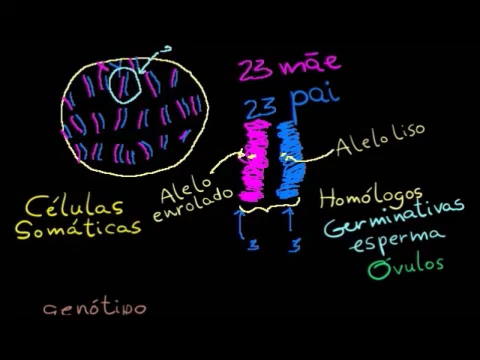 23 mãe
23 pai
Alelo liso
Alelo
enrolado
Células
Somáticas
Homólogos
Germinativas
esperma
Óvulos
3
3
genótipo